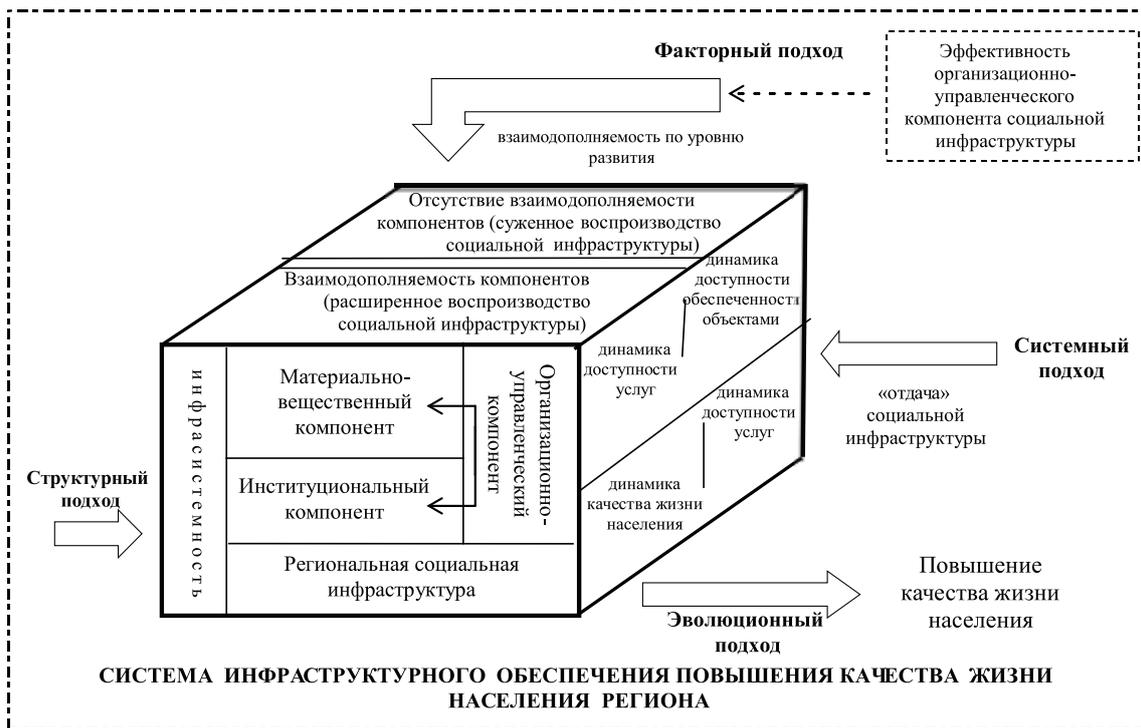 Факторный подход
Эффективность
организационно-
управленческого
компонента социальной
инфраструктуры
взаимодополняемость по уровню
развития
Отсутствие взаимодополняемости
компонентов (суженное воспроизводство
социальной инфраструктуры)
Взаимодополняемость компонентов
(расширенное воспроизводство
социальной инфраструктуры)
динамика
доступности
обеспеченности
объектами
динамика
доступности
услуг
динамика
доступности
услуг
динамика
качества жизни
населения
Системный
подход
«отдача»
социальной
инфраструктуры
Структурный
подход
инфрасистемность
Материально-
вещественный
компонент
Институциональный
компонент
Организационно-
управленческий
компонент
Региональная социальная
инфраструктура
Эволюционный
подход
Повышение
качества жизни
населения
СИСТЕМА ИНФРАСТРУКТУРНОГО ОБЕСПЕЧЕНИЯ ПОВЫШЕНИЯ КАЧЕСТВА ЖИЗНИ
НАСЕЛЕНИЯ РЕГИОНА